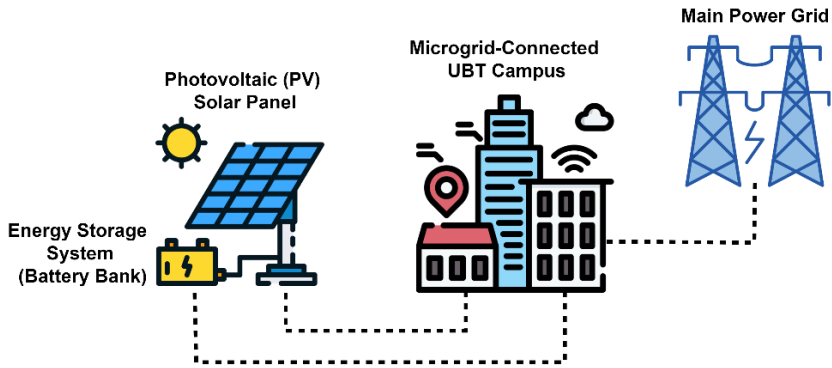 Main Power Grid
Microgrid-Connected
UBT Campus
Photovoltaic (PV)
Solar Panel
Energy Storage
System
(Battery Bank)